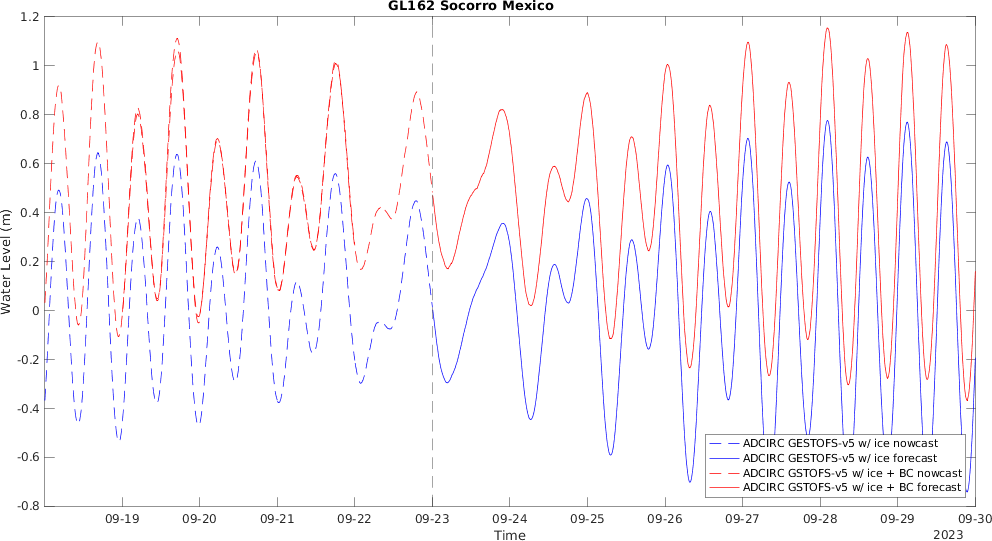 GL162 Socorro Mexico
1.2
1
0.8
0.6
0.4
0.2
0
-0.2
-0.4
-0.6
-0.8
Water Level (m)
09-19 09-20 09-21 09-22 09-23 09-24 09-25 09-26 09-27 09-28 09-29 09-30
Time
2023
ADCIRC GESTOFS-v5 w/ ice nowcast
ADCIRC GESTOFS-v5 w/ ice forecast
ADCIRC GSTOFS-v5 w/ ice + BC nowcast
ADCIRC GSTOFS-v5 w/ ice + BC forecast